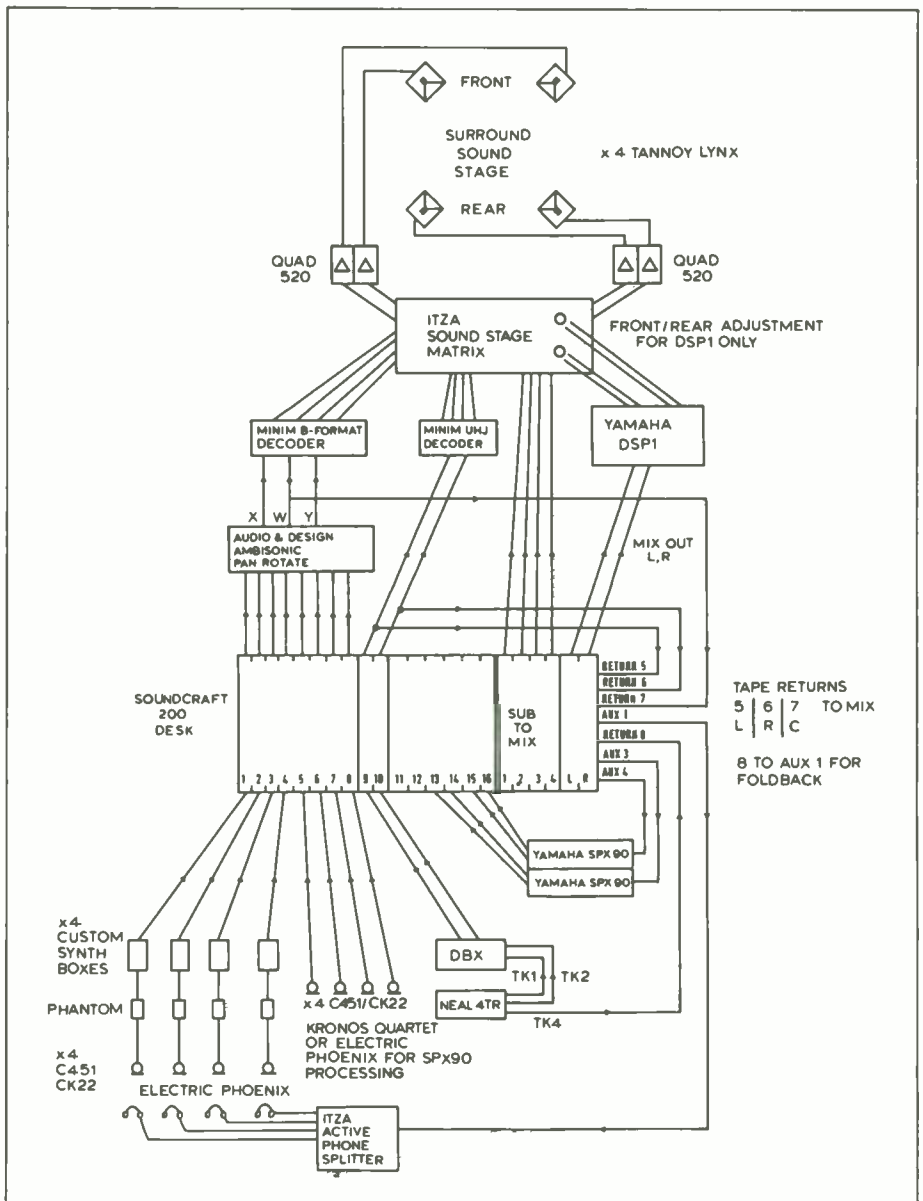 FRONT
SURROUND
SOUND
STAGE
x 4 TANNOY LYNX
REAR
QUAD
520
QUAD
520
ITZA
SOUND STAGE
MATRIX
FRONT/REAR ADJUSTMENT
FOR DSP1 ONLY
MINIM B-FORMAT
DECODER
MINIM UHJ
DECODER
YAMAHA
DSP1
X W Y
AUDIO & DESIGN
AMBISONIC
PAN ROTATE
MIX OUT
L,R
SOUNDCRAFT
200
DESK
SUB
TO
MIX
RETURN 5
RETURN 6
RETURN 7
AUX 1
RETURN 8
AUX 3
AUX 4
TAPE RETURNS
5 | 6 | 7 TO MIX
L | R | C
8 TO AUX 1 FOR
FOLDBACK
1 2 3 4 5 6 7 8 9 10 11 12 13 14 15 16 1 2 3 4 L R
YAMAHA SPX90
YAMAHA SPX90
x4
CUSTOM
SYNTH
BOXES
DBX
TK1 TK2
PHANTOM
x4 C451/CK22
NEAL 4TR
TK4
KRONOS QUARTET
OR ELECTRIC
PHOENIX FOR SPX90
PROCESSING
x4
C451
CK22
ELECTRIC PHOENIX
ITZA
ACTIVE
PHONE
SPLITTER